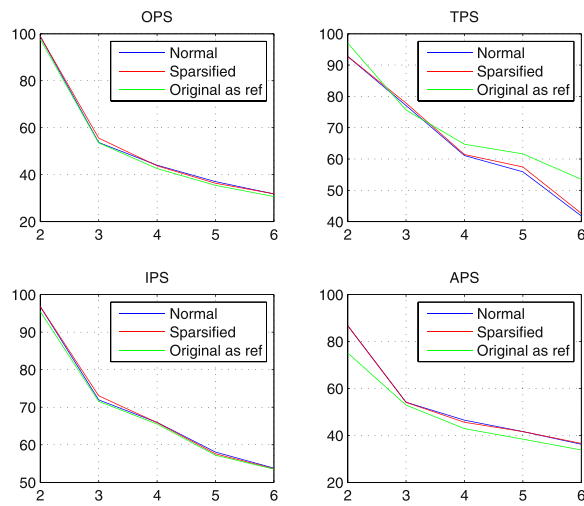 OPS
100
80
60
40
20
2 3 4 5 6
Normal
Sparsified
Original as ref
TPS
100
90
80
70
60
50
40
2 3 4 5 6
Normal
Sparsified
Original as ref
IPS
100
90
80
70
60
50
2 3 4 5 6
Normal
Sparsified
Original as ref
APS
100
80
60
40
20
2 3 4 5 6
Normal
Sparsified
Original as ref